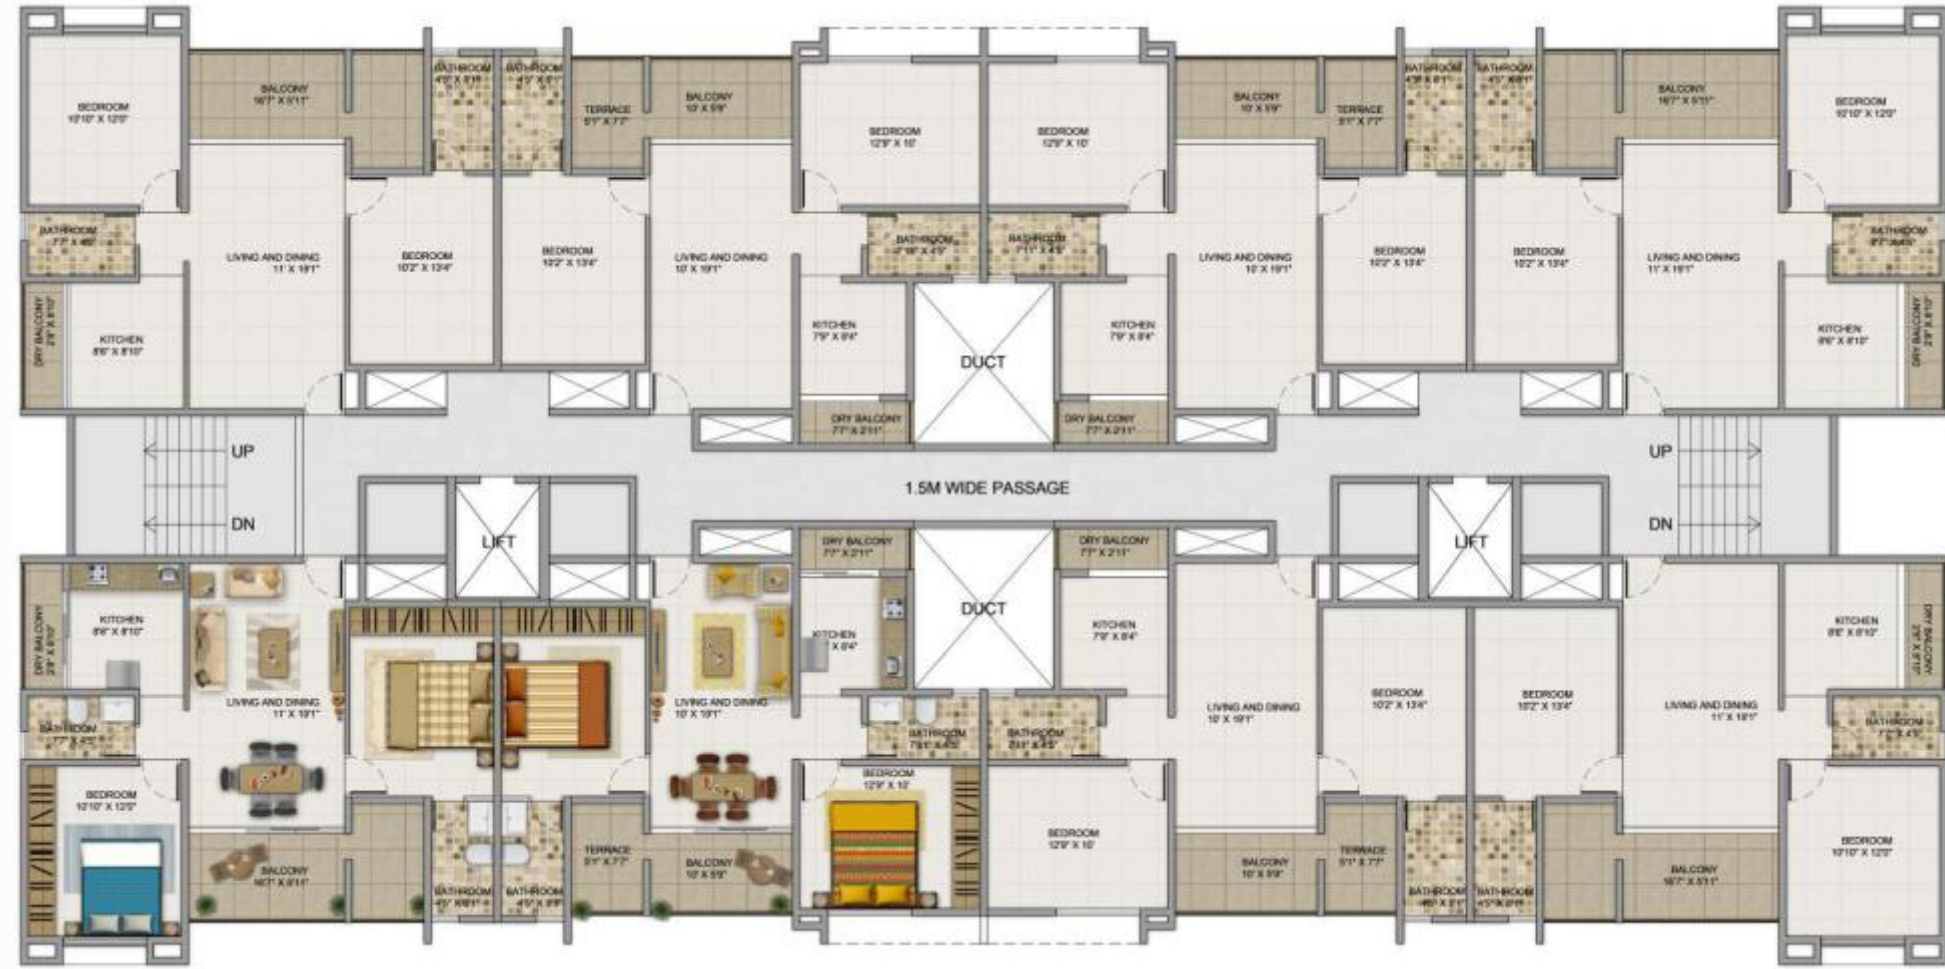 BEDROOM
10'10" X 12'0"
BALCONY
16'7" X 5'11"
BATHROOM
BATHROOM
TERRACE
5'1" X 7'7"
BALCONY
10' X 5'9"
BEDROOM
12'9" X 10'
BEDROOM
12'9" X 10'
BALCONY
10' X 5'9"
TERRACE
5'1" X 7'7"
BATHROOM
BATHROOM
BALCONY
16'7" X 5'11"
BEDROOM
10'10" X 12'0"
BATHROOM
LIVING AND DINING
11' X 19'1"
BEDROOM
10'2" X 13'4"
BEDROOM
10'2" X 13'4"
LIVING AND DINING
10' X 19'1"
BATHROOM
BATHROOM
LIVING AND DINING
10' X 19'1"
BEDROOM
10'2" X 13'4"
BEDROOM
10'2" X 13'4"
LIVING AND DINING
11' X 19'1"
BATHROOM
DRY BALCONY
KITCHEN
8'6" X 8'10"
KITCHEN
7'9" X 8'4"
DUCT
KITCHEN
7'9" X 8'4"
KITCHEN
8'6" X 8'10"
DRY BALCONY
DRY BALCONY
7'7" X 2'11"
DRY BALCONY
7'7" X 2'11"
UP
UP
1.5M WIDE PASSAGE
DN
DN
LIFT
LIFT
DRY BALCONY
7'7" X 2'11"
DRY BALCONY
7'7" X 2'11"
DRY BALCONY
KITCHEN
8'6" X 8'10"
KITCHEN
DUCT
KITCHEN
7'9" X 8'4"
KITCHEN
8'6" X 8'10"
DRY BALCONY
LIVING AND DINING
11' X 19'1"
LIVING AND DINING
10' X 19'1"
LIVING AND DINING
10' X 19'1"
BEDROOM
10'2" X 13'4"
BEDROOM
10'2" X 13'4"
LIVING AND DINING
11' X 19'1"
BATHROOM
BATHROOM
BATHROOM
BATHROOM
BEDROOM
10'10" X 12'0"
BEDROOM
12'9" X 10'
BEDROOM
12'9" X 10'
BEDROOM
10'10" X 12'0"
BALCONY
16'7" X 5'11"
BATHROOM
BATHROOM
TERRACE
5'1" X 7'7"
BALCONY
10' X 5'9"
BALCONY
10' X 5'9"
TERRACE
5'1" X 7'7"
BATHROOM
BATHROOM
BALCONY
16'7" X 5'11"